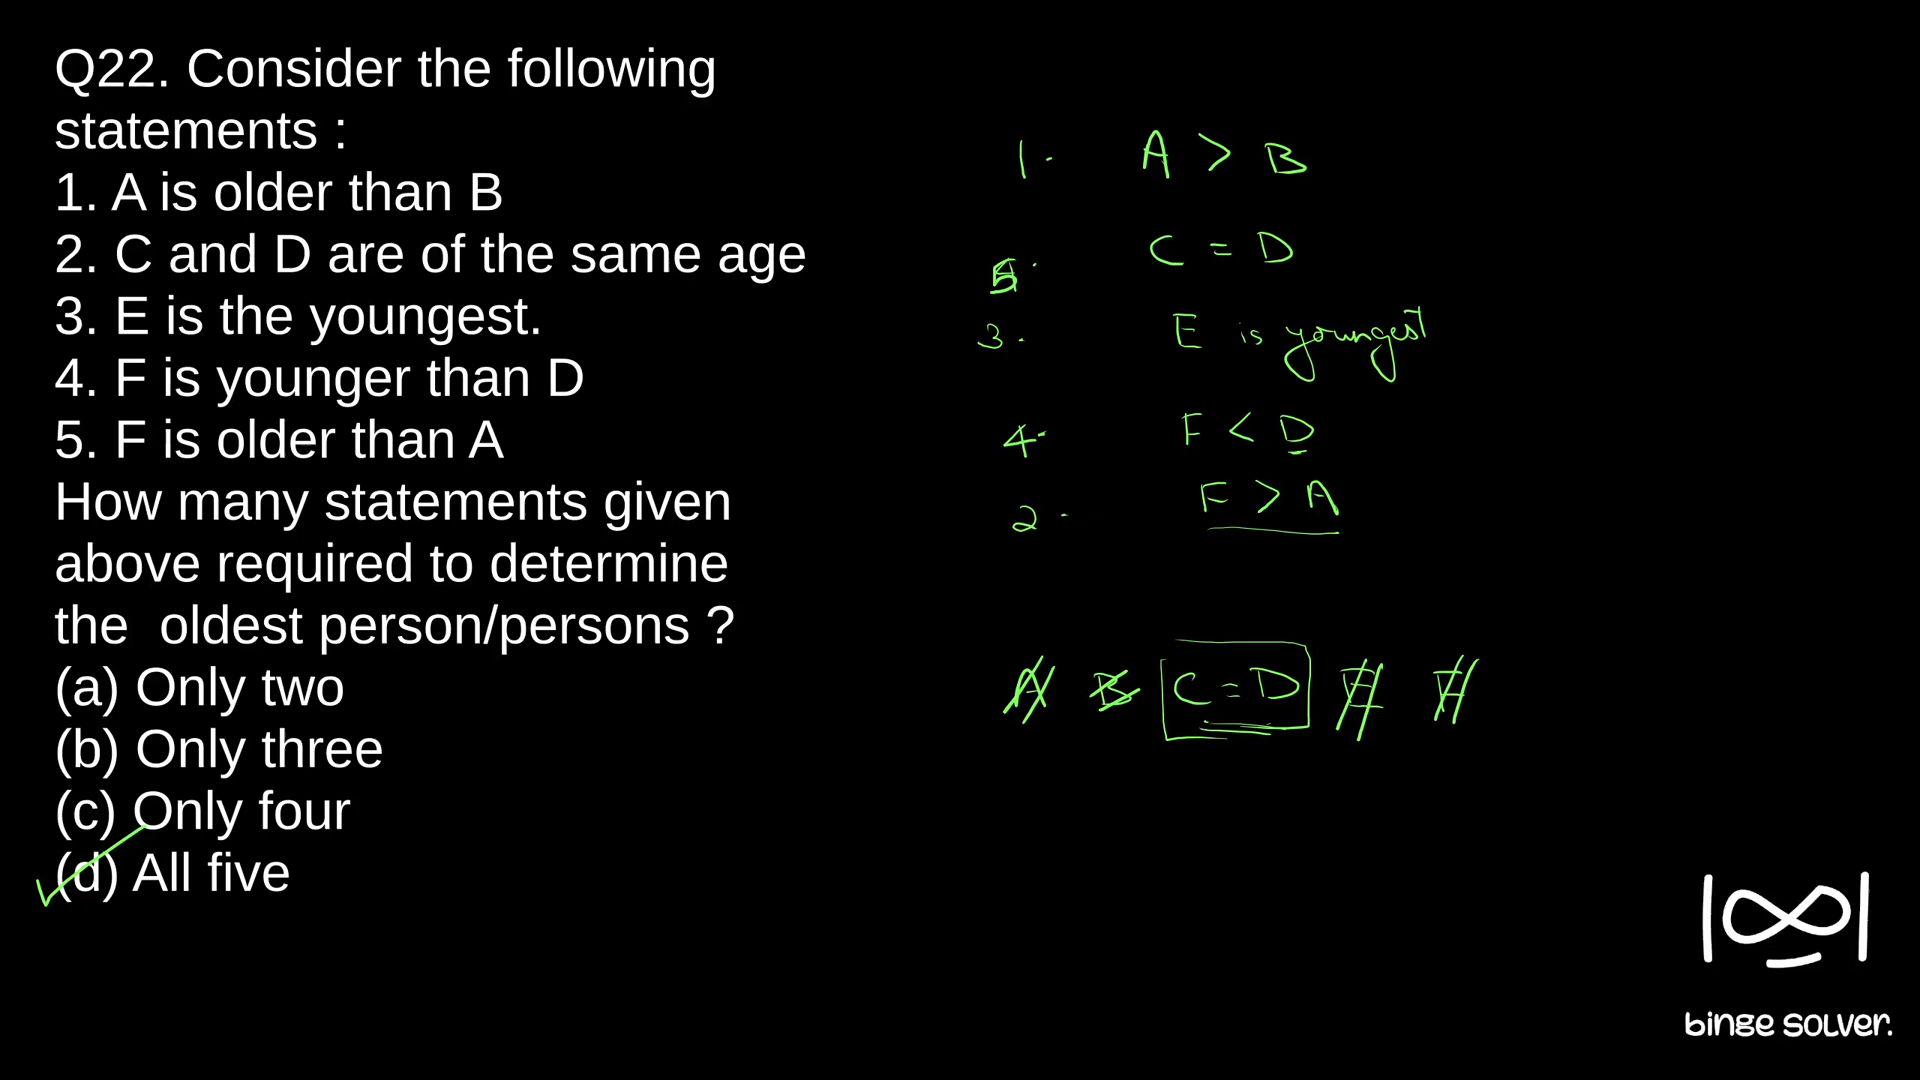 Q22. Consider the following
statements :
1. A is older than B
2. C and D are of the same age
3. E is the youngest.
4. F is younger than D
5. F is older than A
How many statements given
above required to determine
the  oldest person/persons ?
(a) Only two
(b) Only three
(c) Only four
(d) All five
1. A > B
5. C = D
3. E is youngest
4. F < D
2. F > A
A B C = D E F
binge solver.